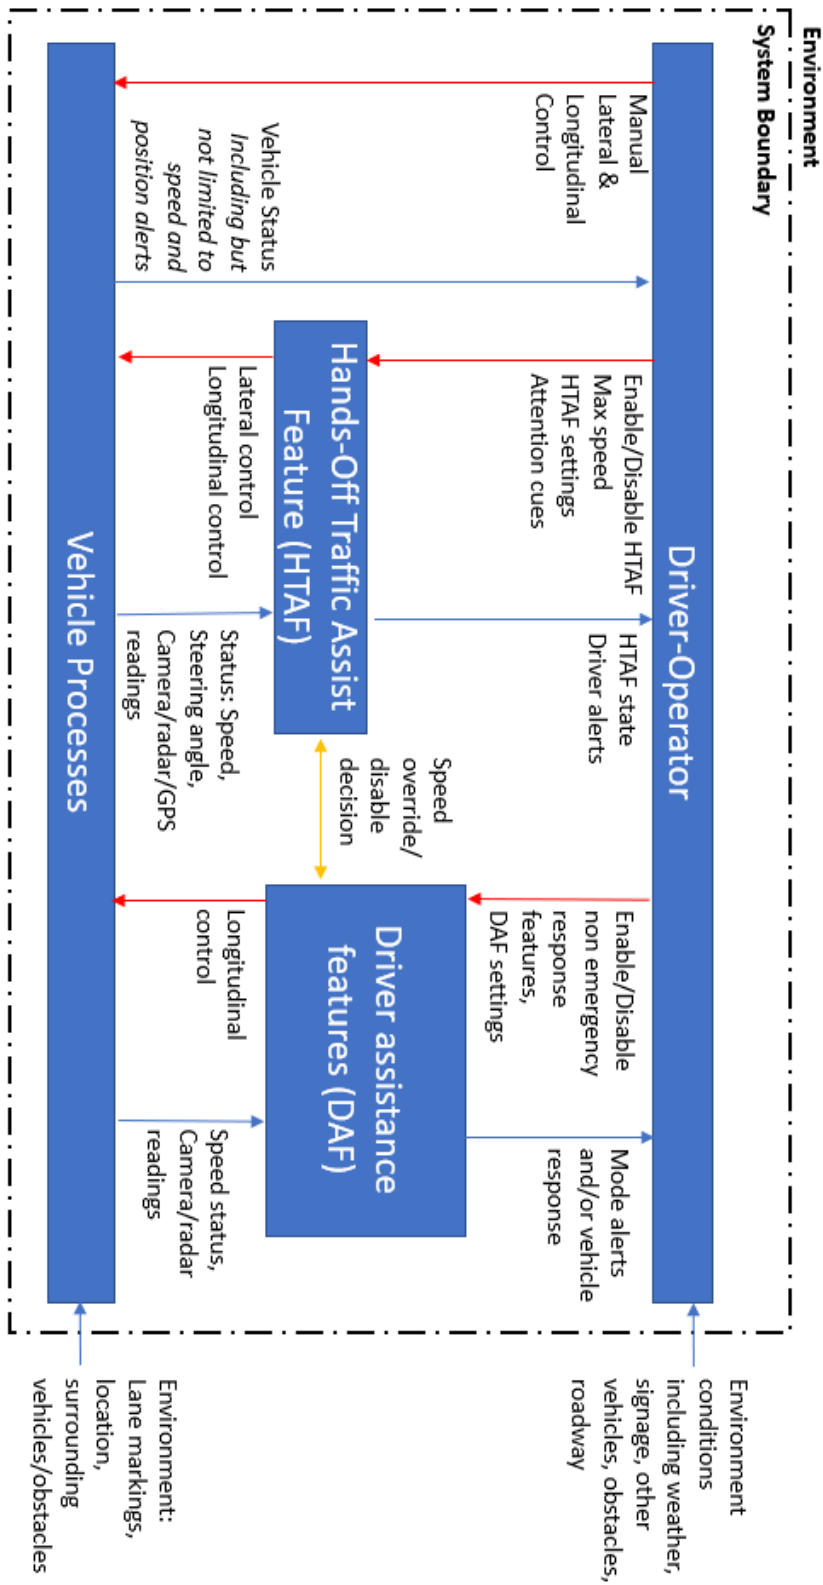 Environment
System Boundary
Driver-Operator
Manual
Lateral &
Longitudinal
Control
Vehicle Status
Including but
not limited to
speed and
position alerts
Enable/Disable HTAF
Max speed
HTAF settings
Attention cues
HTAF state
Driver alerts
Enable/Disable
non emergency
response
features,
DAF settings
Mode alerts
and/or vehicle
response
Environment
conditions
including weather,
signage, other
vehicles, obstacles,
roadway
Hands-Off Traffic Assist
Feature (HTAF)
Speed
override/
disable
decision
Driver assistance
features (DAF)
Lateral control
Longitudinal control
Status: Speed,
Steering angle,
Camera/radar/GPS
readings
Longitudinal
control
Speed status,
Camera/radar
readings
Vehicle Processes
Environment:
Lane markings,
location,
surrounding
vehicles/obstacles